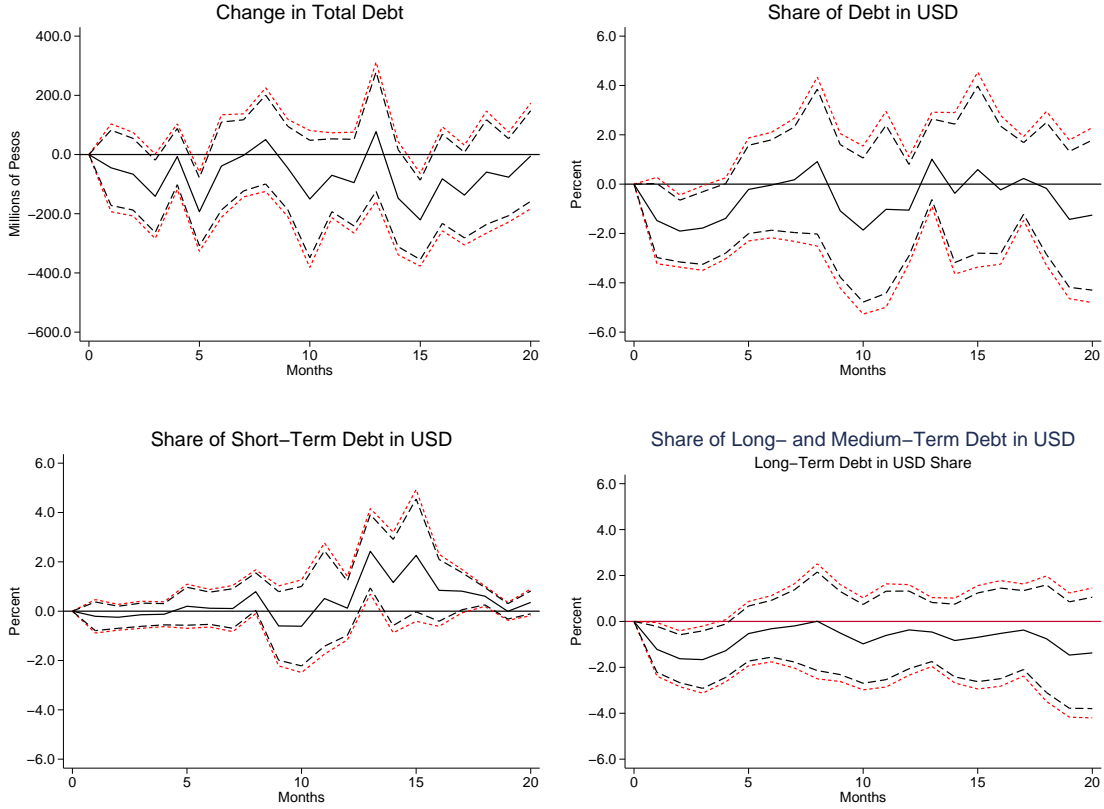 Change in Total Debt
400.0
200.0
0.0
−200.0
−400.0
−600.0
Millions of Pesos
0 5 10 15 20
Months
Share of Debt in USD
6.0
4.0
2.0
0.0
−2.0
−4.0
−6.0
Percent
0 5 10 15 20
Months
Share of Short−Term Debt in USD
6.0
4.0
2.0
0.0
−2.0
−4.0
−6.0
Percent
0 5 10 15 20
Months
Share of Long− and Medium−Term Debt in USD
Long−Term Debt in USD Share
6.0
4.0
2.0
0.0
−2.0
−4.0
−6.0
Percent
0 5 10 15 20
Months